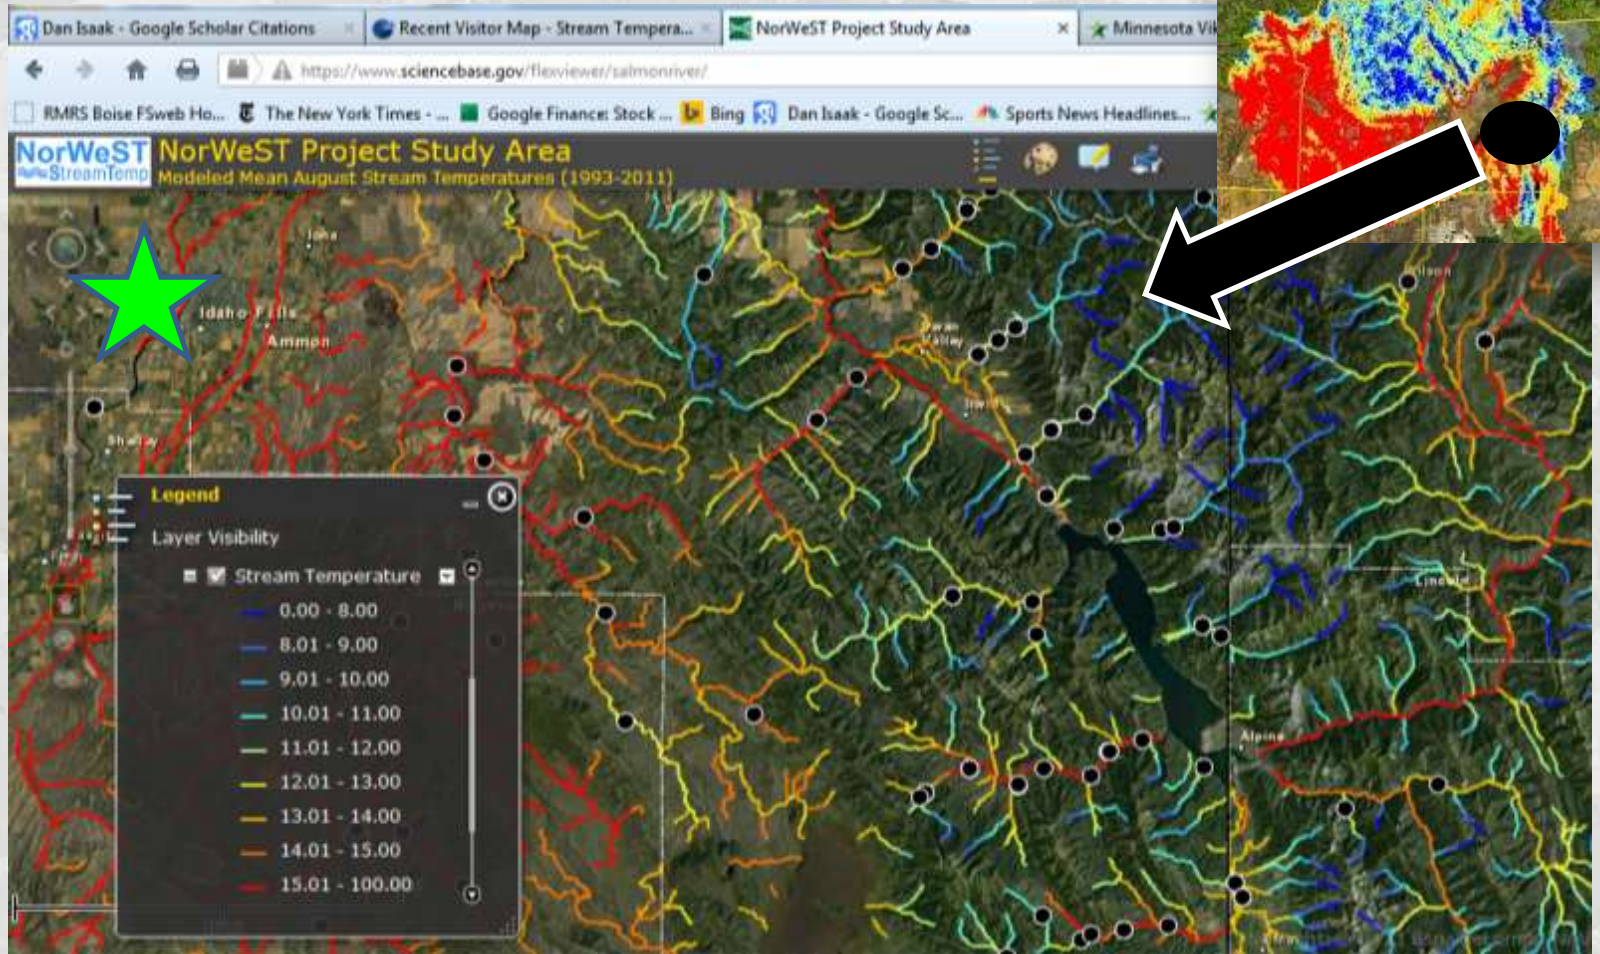 Dan Isaak - Google Scholar Citations
Recent Visitor Map - Stream Tempera...
NorWeST Project Study Area
Minnesota Vik
https://www.sciencebase.gov/flexviewer/salmonriver/
RMRS Boise FSweb Ho...
The New York Times - ...
Google Finance: Stock ...
Bing
Dan Isaak - Google Sc...
Sports News Headlines...
NorWeST
StreamTemp
NorWeST Project Study Area
Modeled Mean August Stream Temperatures (1993-2011)
Iona
Idaho Falls
Ammon
Swan
Valley
Irwin
Wilson
Shelley
Lincoln
Alpine
Legend
Layer Visibility
Stream Temperature
0.00 - 8.00
8.01 - 9.00
9.01 - 10.00
10.01 - 11.00
11.01 - 12.00
12.01 - 13.00
13.01 - 14.00
14.01 - 15.00
15.01 - 100.00